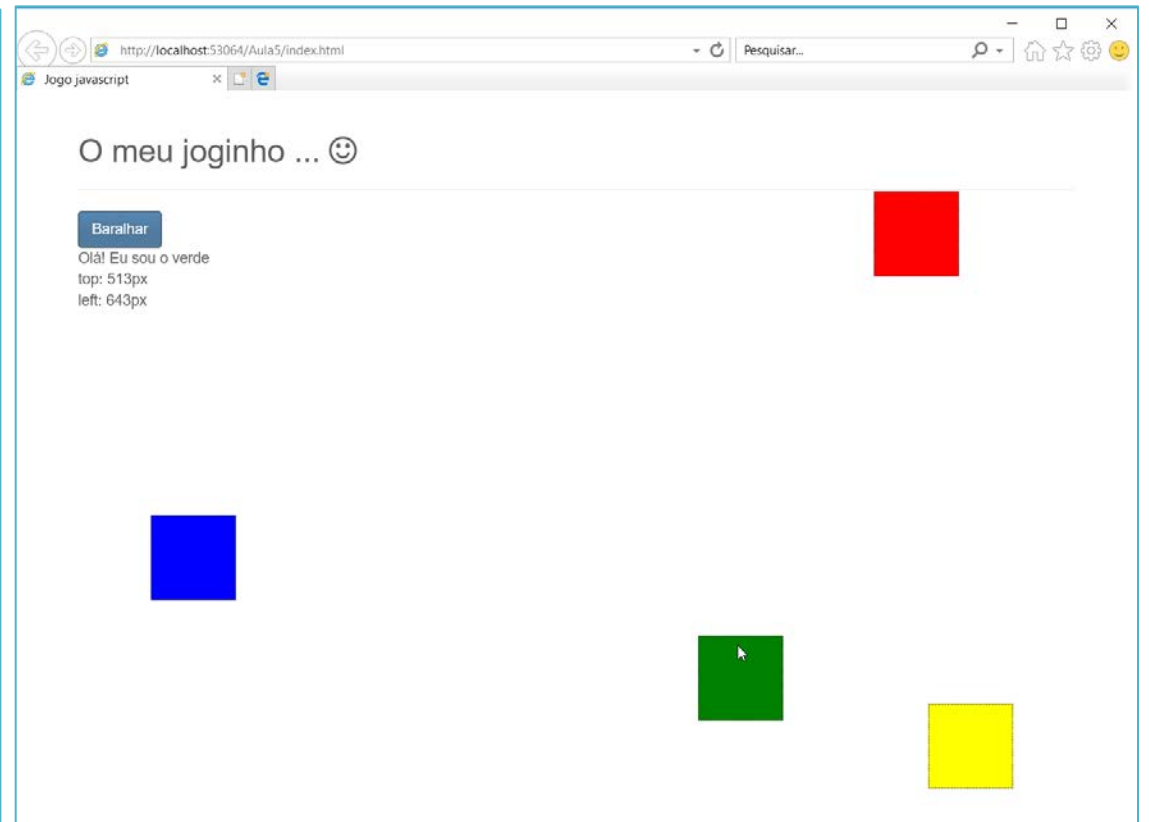 http://localhost:53064/Aula5/index.html
Pesquisar...
Jogo javascript
O meu joginho ...
Baralhar
Olá! Eu sou o verde
top: 513px
left: 643px